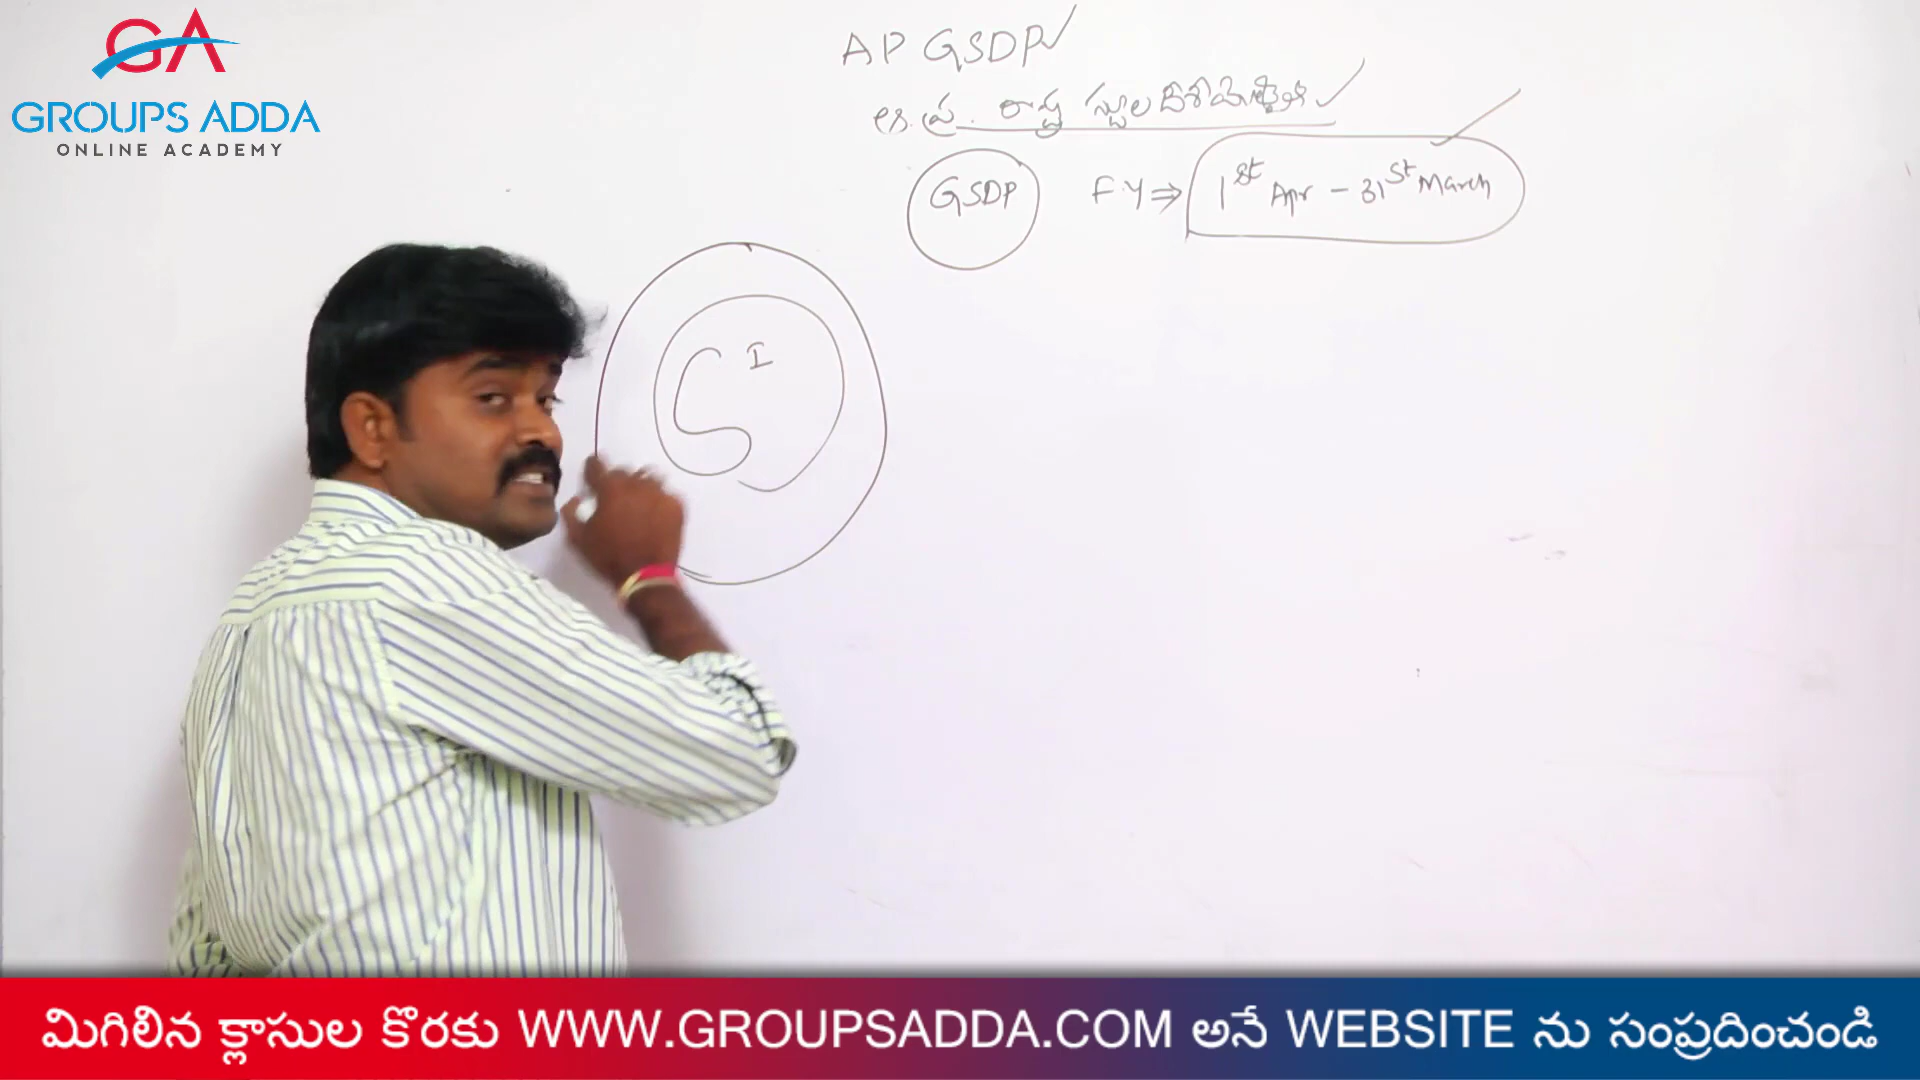 GA
GROUPS ADDA
ONLINE ACADEMY
AP GSDP
ఆ.ప్ర. రాష్ట్ర స్థూల దేశీయోత్పత్తి
GSDP F.Y ⇒ 1st Apr - 31st March
I
మిగిలిన క్లాసుల కొరకు WWW.GROUPSADDA.COM అనే WEBSITE ను సంప్రదించండి